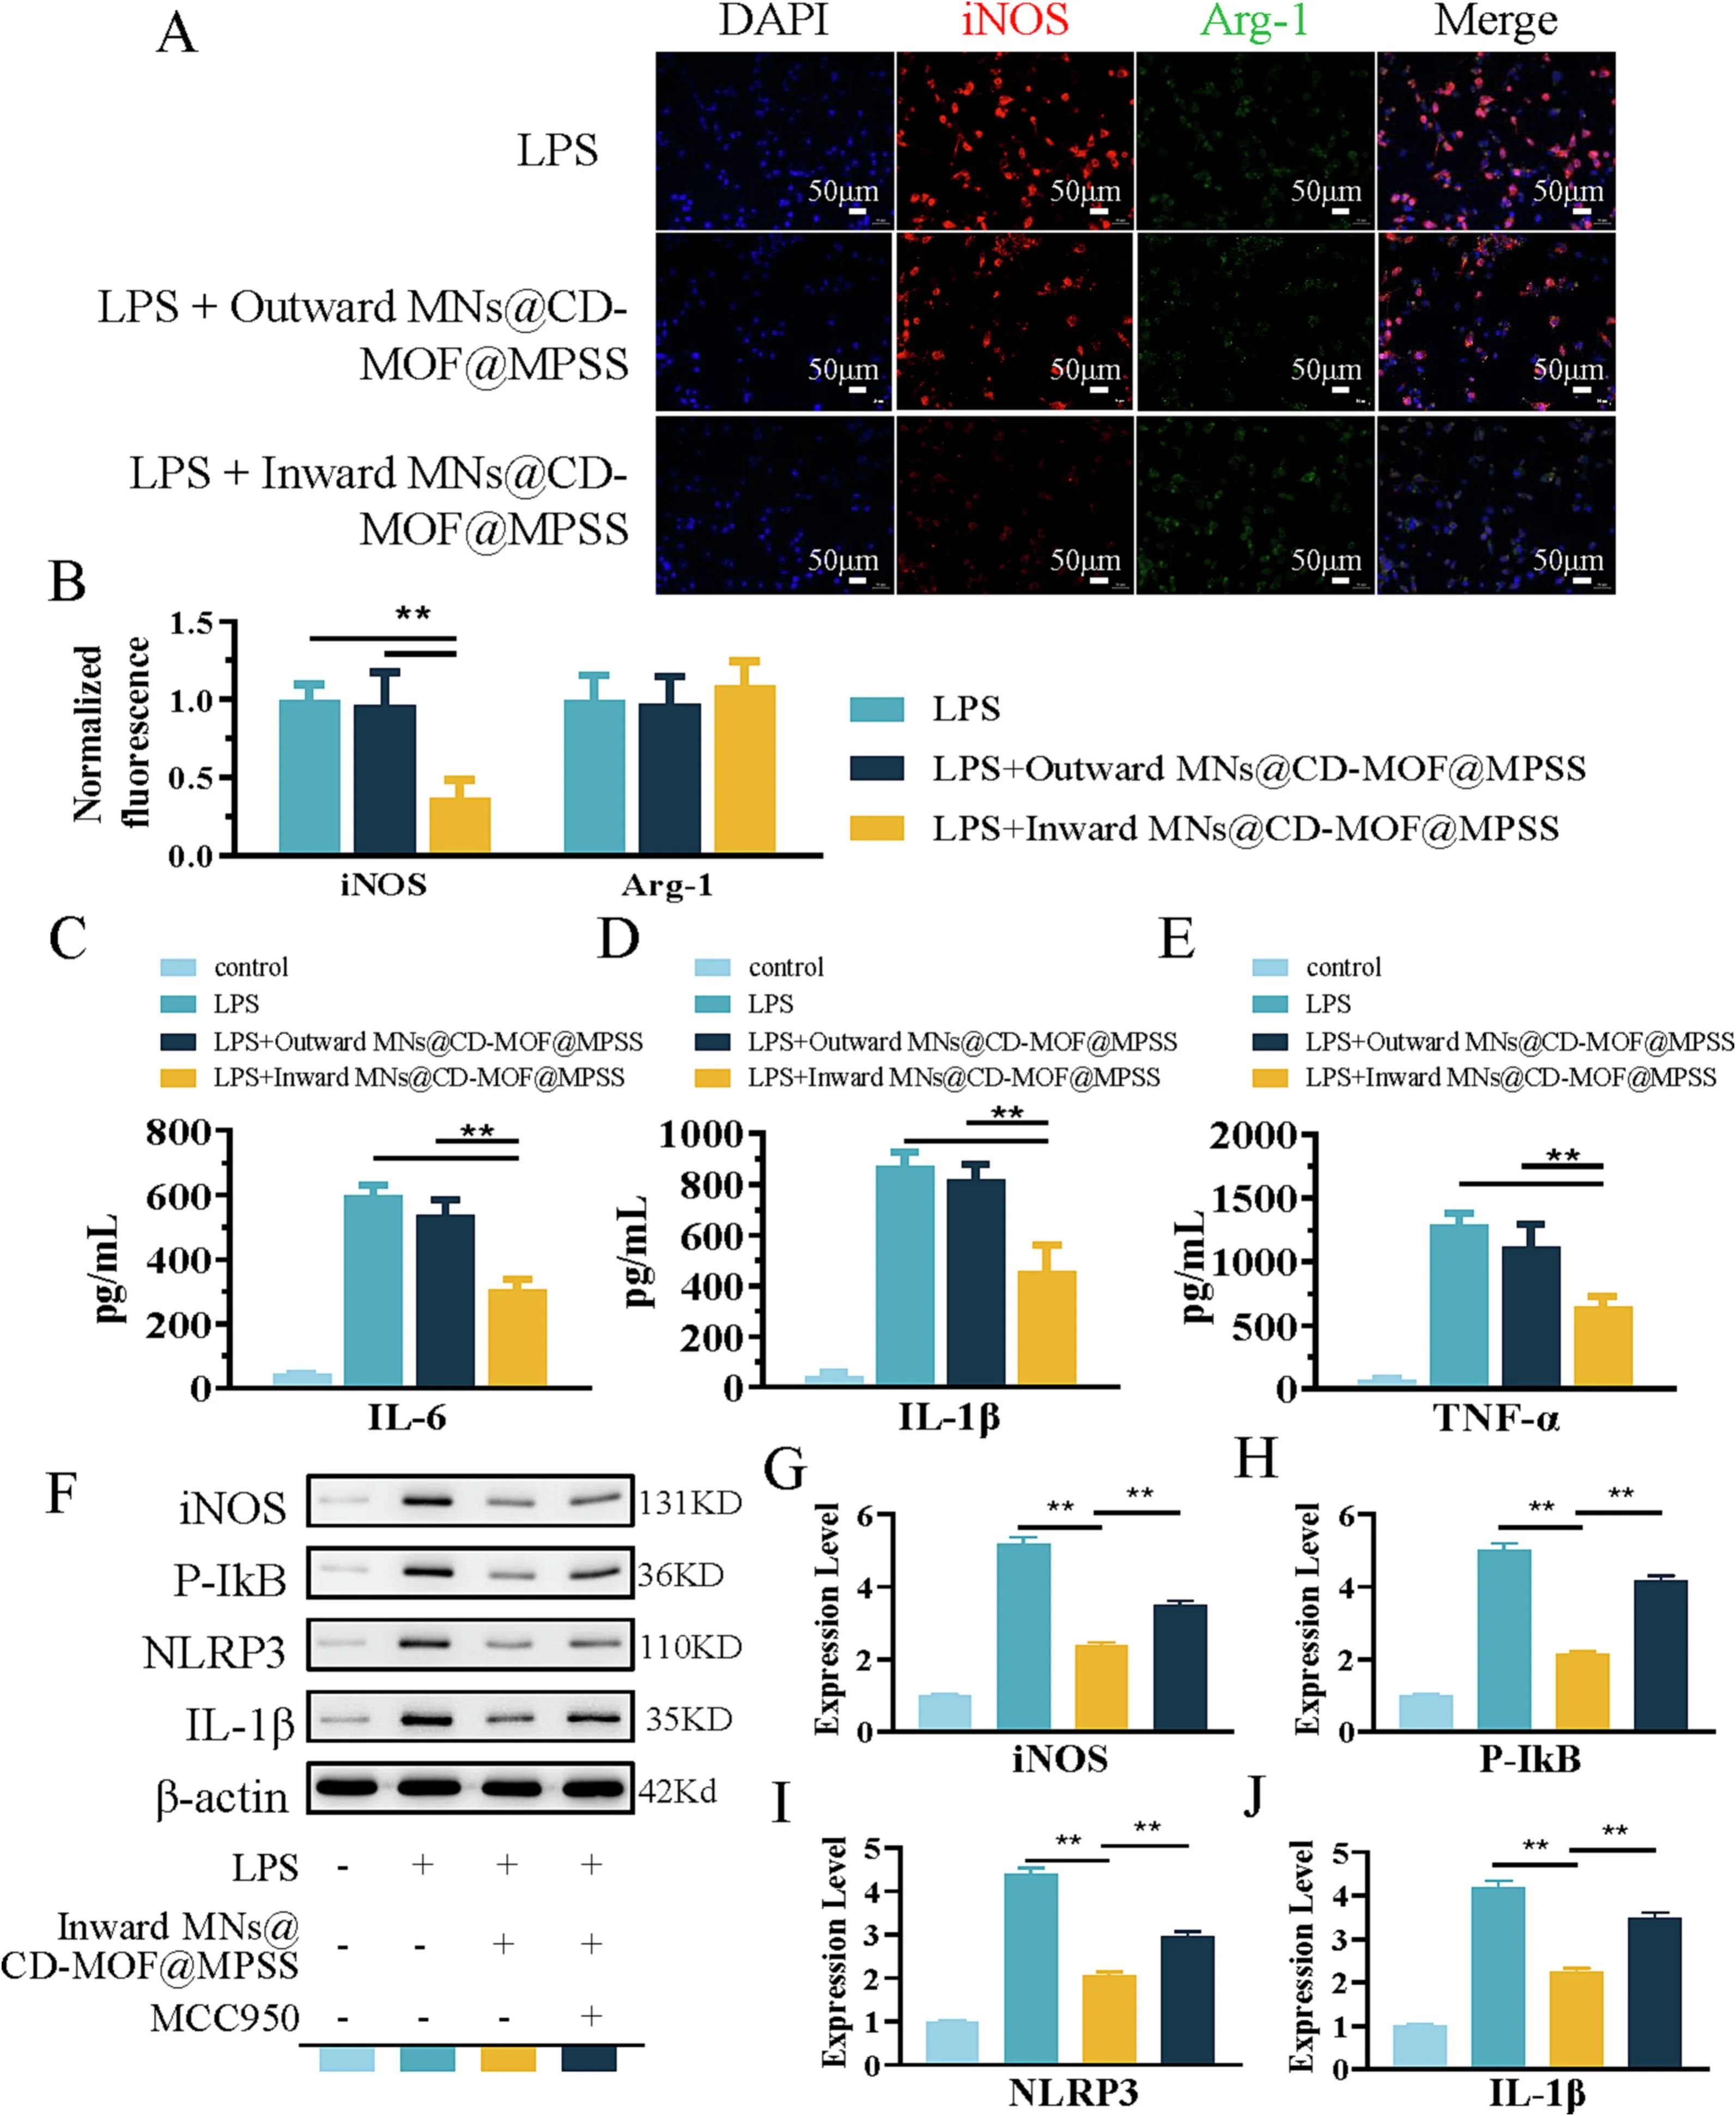 A
DAPI
iNOS
Arg-1
Merge
LPS
50μm
50μm
50μm
50μm
LPS + Outward MNs@CD-
MOF@MPSS
50μm
50μm
50μm
50μm
LPS + Inward MNs@CD-
MOF@MPSS
50μm
50μm
50μm
50μm
B
Normalized
fluorescence
1.5
1.0
0.5
0.0
**
iNOS
Arg-1
LPS
LPS+Outward MNs@CD-MOF@MPSS
LPS+Inward MNs@CD-MOF@MPSS
C
control
LPS
LPS+Outward MNs@CD-MOF@MPSS
LPS+Inward MNs@CD-MOF@MPSS
pg/mL
800
600
400
200
0
**
IL-6
D
control
LPS
LPS+Outward MNs@CD-MOF@MPSS
LPS+Inward MNs@CD-MOF@MPSS
pg/mL
1000
800
600
400
200
0
**
IL-1β
E
control
LPS
LPS+Outward MNs@CD-MOF@MPSS
LPS+Inward MNs@CD-MOF@MPSS
pg/mL
2000
1500
1000
500
0
**
TNF-α
F
iNOS 131KD
P-IkB 36KD
NLRP3 110KD
IL-1β 35KD
β-actin 42Kd
LPS - + + +
Inward MNs@
CD-MOF@MPSS - - + +
MCC950 - - - +
G
Expression Level
6
4
2
0
** **
iNOS
H
Expression Level
6
4
2
0
** **
P-IkB
I
Expression Level
5
4
3
2
1
0
** **
NLRP3
J
Expression Level
5
4
3
2
1
0
** **
IL-1β